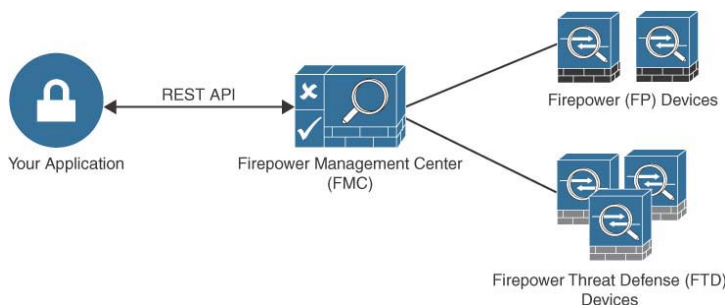 REST API
Your Application
Firepower Management Center
(FMC)
Firepower (FP) Devices
Firepower Threat Defense (FTD)
Devices